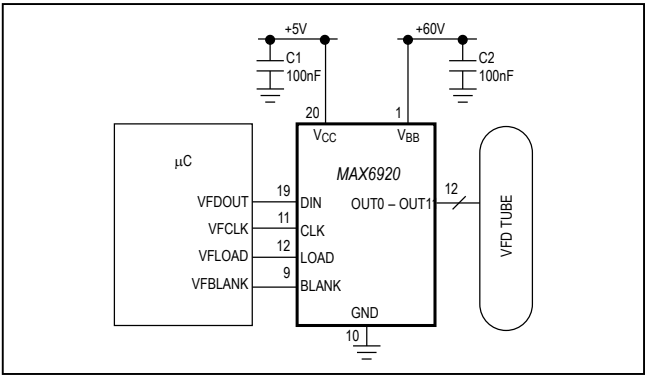 +5V
+60V
C1
100nF
C2
100nF
20
1
VCC
VBB
μC
MAX6920
VFDOUT
19
DIN
OUT0 – OUT1
12
VFCLK
11
CLK
VFLOAD
12
LOAD
VFBLANK
9
BLANK
VFD TUBE
GND
10